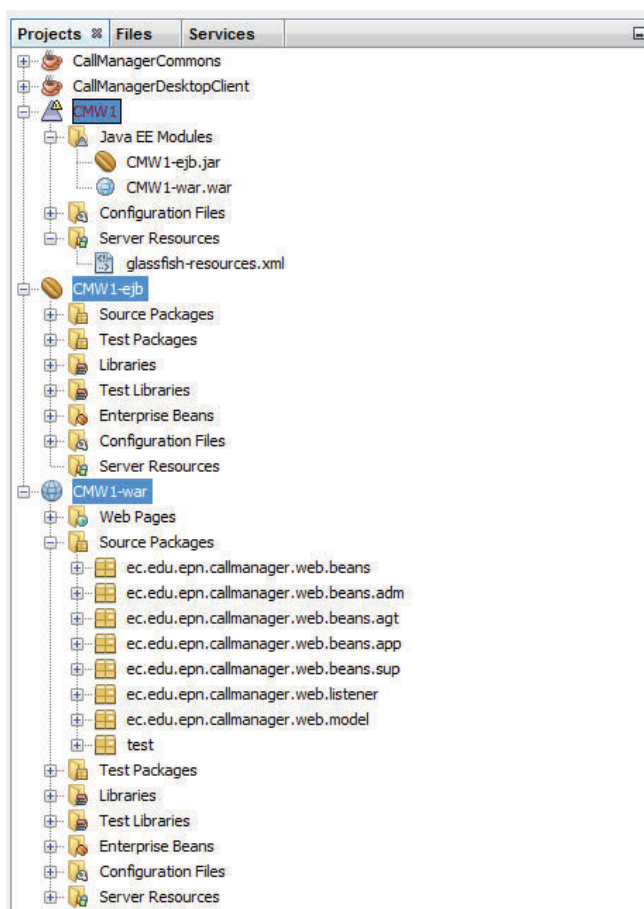 Projects Files Services
CallManagerCommons
CallManagerDesktopClient
CMW1
Java EE Modules
CMW1-ejb.jar
CMW1-war.war
Configuration Files
Server Resources
glassfish-resources.xml
CMW1-ejb
Source Packages
Test Packages
Libraries
Test Libraries
Enterprise Beans
Configuration Files
Server Resources
CMW1-war
Web Pages
Source Packages
ec.edu.epn.callmanager.web.beans
ec.edu.epn.callmanager.web.beans.adm
ec.edu.epn.callmanager.web.beans.agt
ec.edu.epn.callmanager.web.beans.app
ec.edu.epn.callmanager.web.beans.sup
ec.edu.epn.callmanager.web.listener
ec.edu.epn.callmanager.web.model
test
Test Packages
Libraries
Test Libraries
Enterprise Beans
Configuration Files
Server Resources